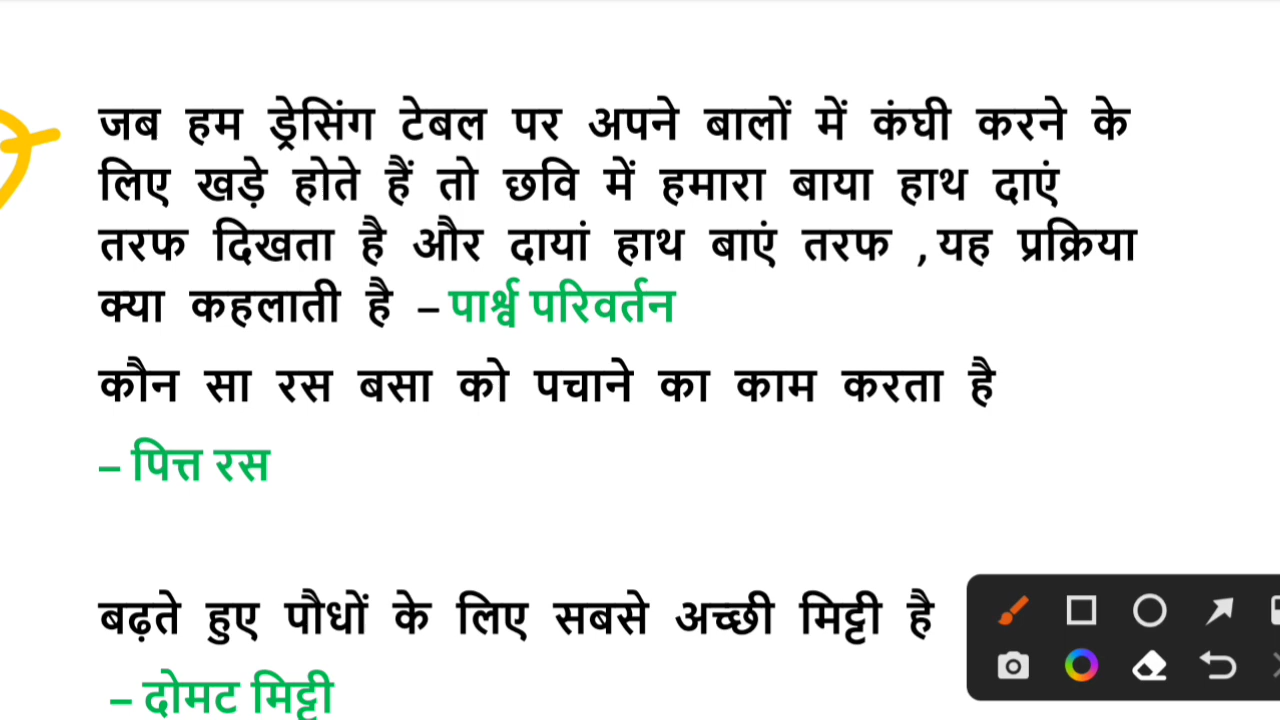 जब हम ड्रेसिंग टेबल पर अपने बालों में कंघी करने के
लिए खड़े होते हैं तो छवि में हमारा बाया हाथ दाएं
तरफ दिखता है और दायां हाथ बाएं तरफ ,यह प्रक्रिया
क्या कहलाती है – पार्श्व परिवर्तन
कौन सा रस बसा को पचाने का काम करता है
– पित्त रस
बढ़ते हुए पौधों के लिए सबसे अच्छी मिट्टी है
– दोमट मिट्टी